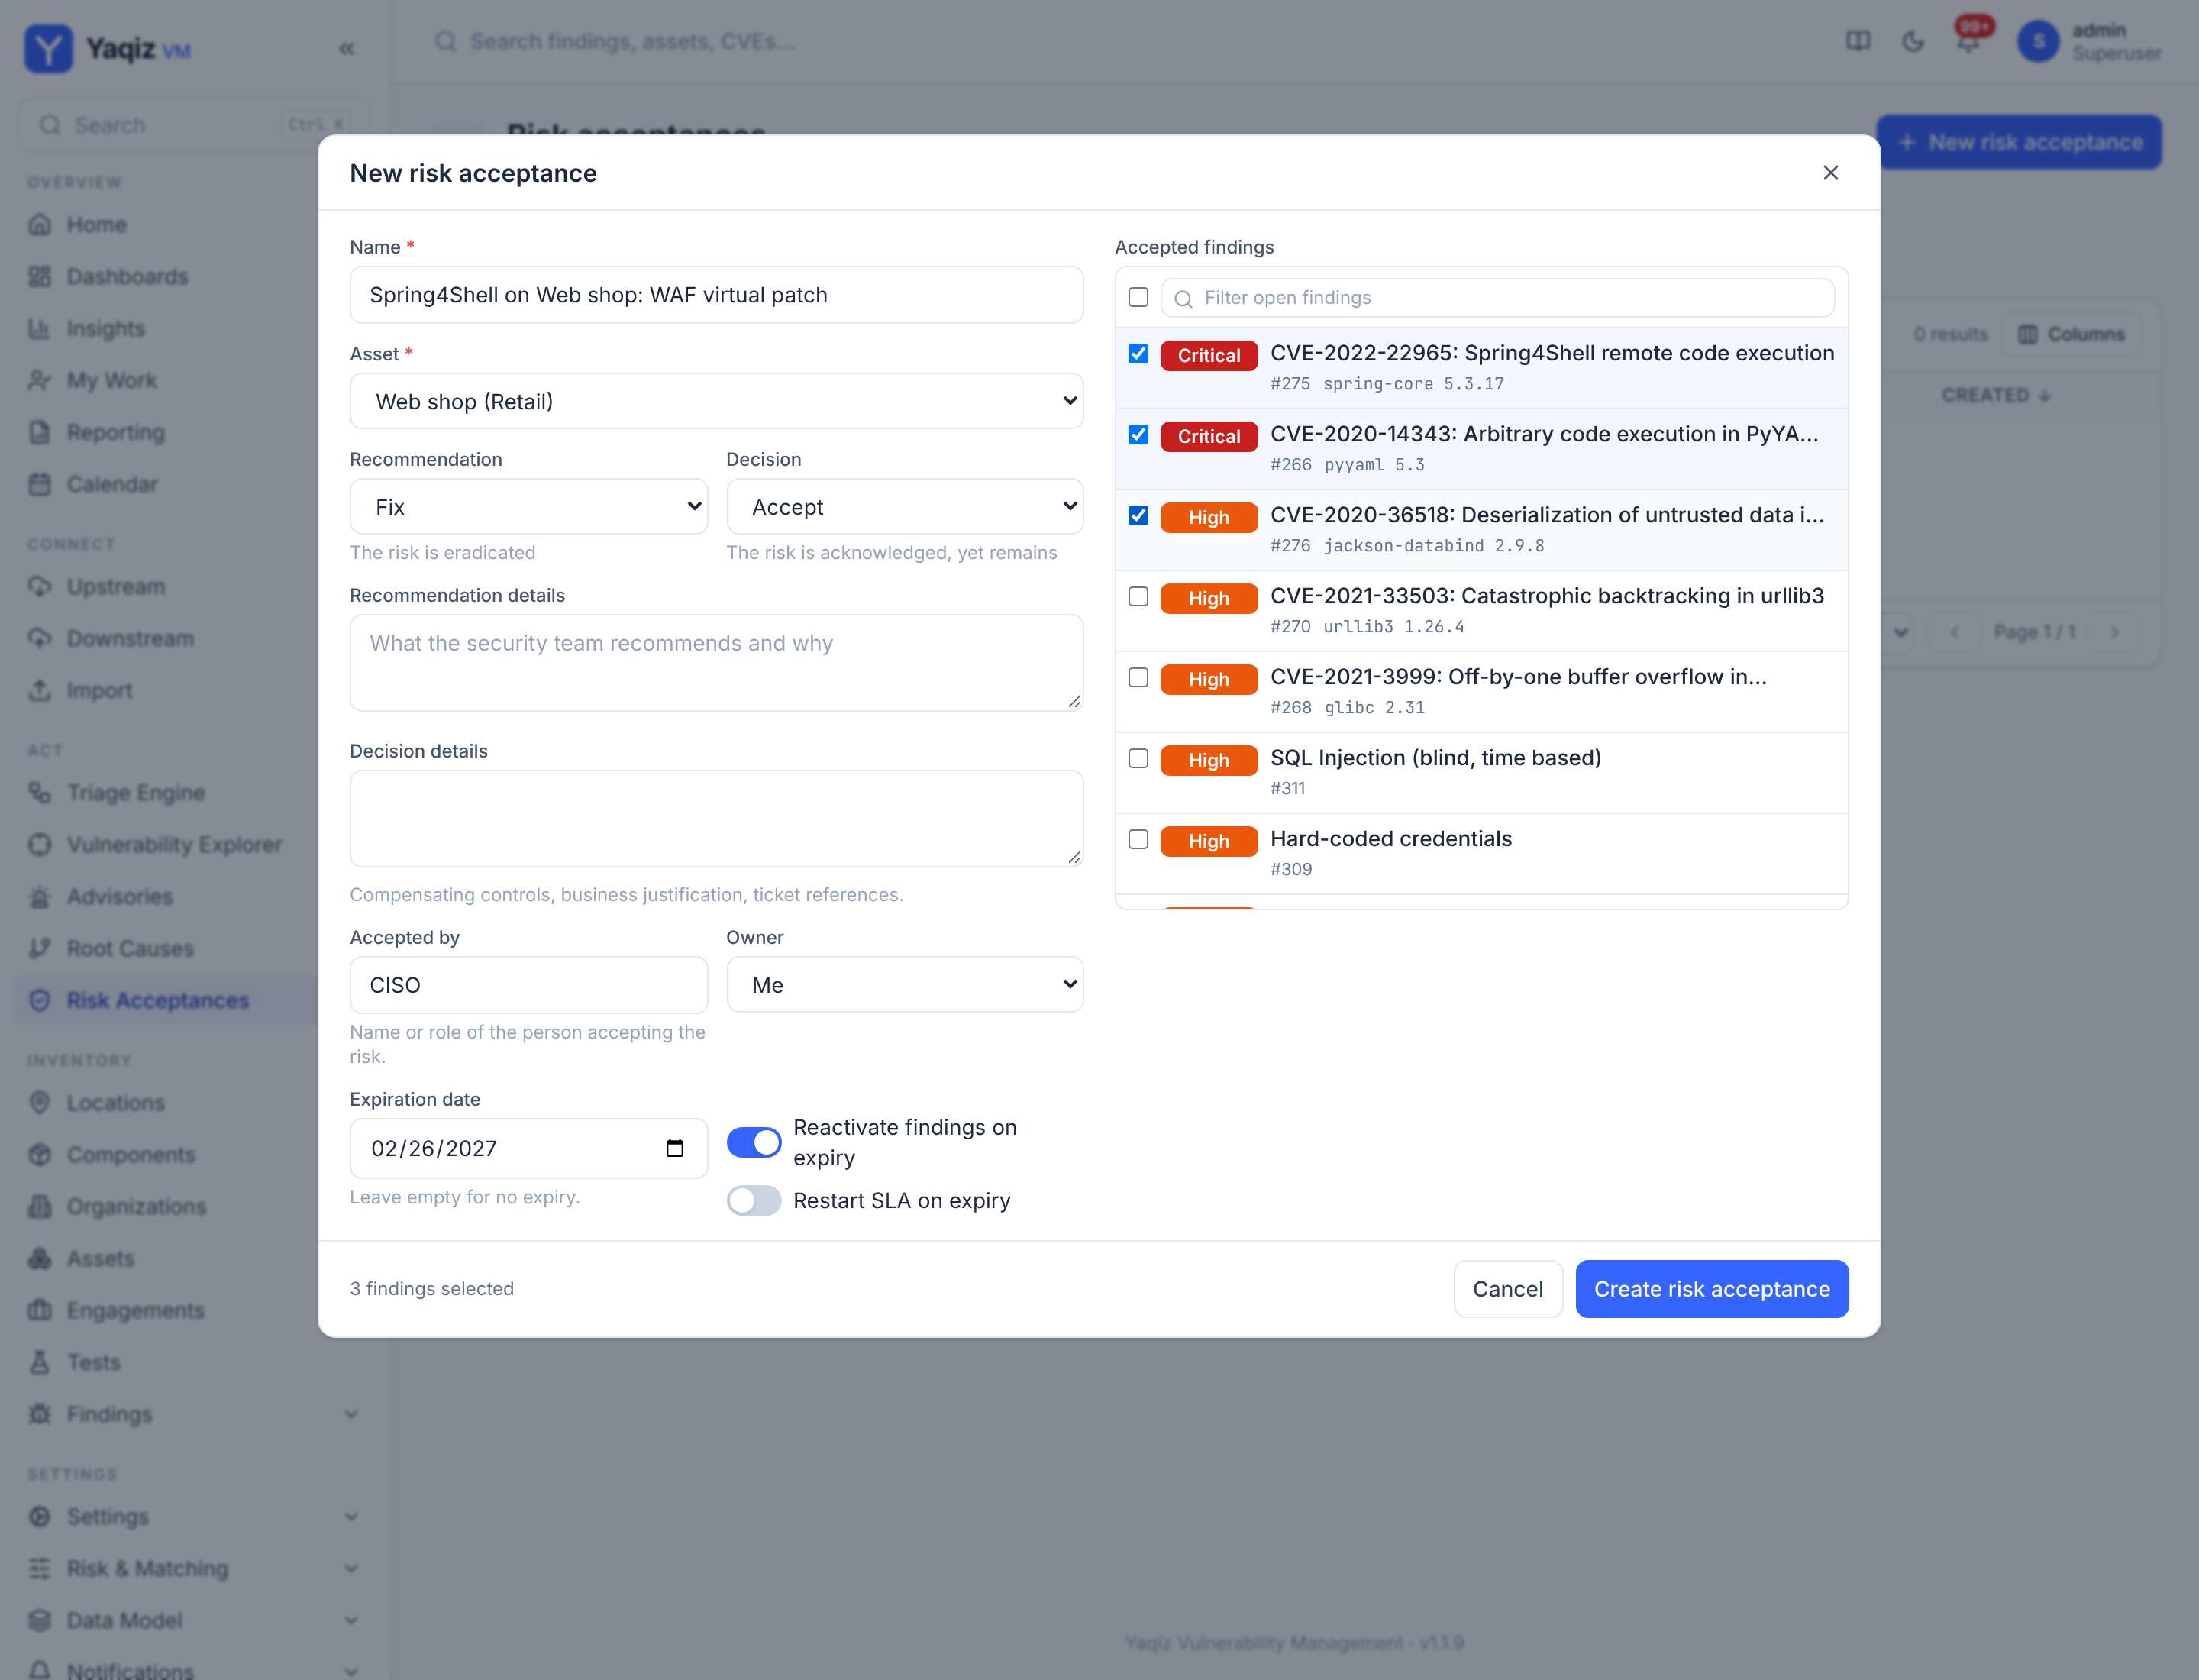 Yaqiz VM
Search findings, assets, CVEs...
99+
S
admin
Superuser
Search
Ctrl K
OVERVIEW
Home
Dashboards
Insights
My Work
Reporting
Calendar
CONNECT
Upstream
Downstream
Import
ACT
Triage Engine
Vulnerability Explorer
Advisories
Root Causes
Risk Acceptances
INVENTORY
Locations
Components
Organizations
Assets
Engagements
Tests
Findings
SETTINGS
Settings
Risk & Matching
Data Model
Notifications
Risk acceptances
+ New risk acceptance
0 results
Columns
CREATED
Page 1 / 1
New risk acceptance
Name *
Spring4Shell on Web shop: WAF virtual patch
Asset *
Web shop (Retail)
Recommendation
Fix
The risk is eradicated
Decision
Accept
The risk is acknowledged, yet remains
Recommendation details
What the security team recommends and why
Decision details
Compensating controls, business justification, ticket references.
Accepted by
CISO
Name or role of the person accepting the
risk.
Owner
Me
Expiration date
02/26/2027
Leave empty for no expiry.
Reactivate findings on
expiry
Restart SLA on expiry
Accepted findings
Filter open findings
Critical CVE-2022-22965: Spring4Shell remote code execution
#275 spring-core 5.3.17
Critical CVE-2020-14343: Arbitrary code execution in PyYA...
#266 pyyaml 5.3
High CVE-2020-36518: Deserialization of untrusted data i...
#276 jackson-databind 2.9.8
High CVE-2021-33503: Catastrophic backtracking in urllib3
#270 urllib3 1.26.4
High CVE-2021-3999: Off-by-one buffer overflow in...
#268 glibc 2.31
High SQL Injection (blind, time based)
#311
High Hard-coded credentials
#309
3 findings selected
Cancel
Create risk acceptance
Yaqiz Vulnerability Management · v1.1.9